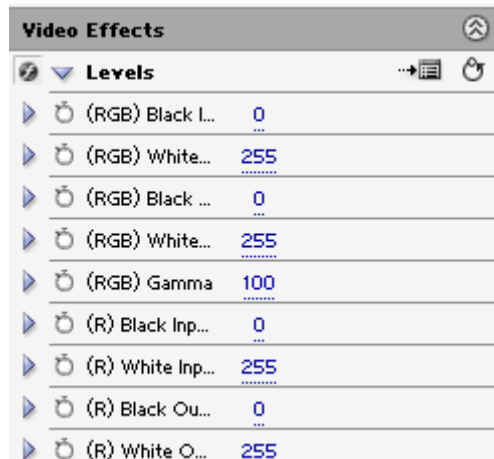 Video Effects
Levels
(RGB) Black I... 0
(RGB) White... 255
(RGB) Black ... 0
(RGB) White... 255
(RGB) Gamma 100
(R) Black Inp... 0
(R) White Inp... 255
(R) Black Ou... 0
(R) White O... 255